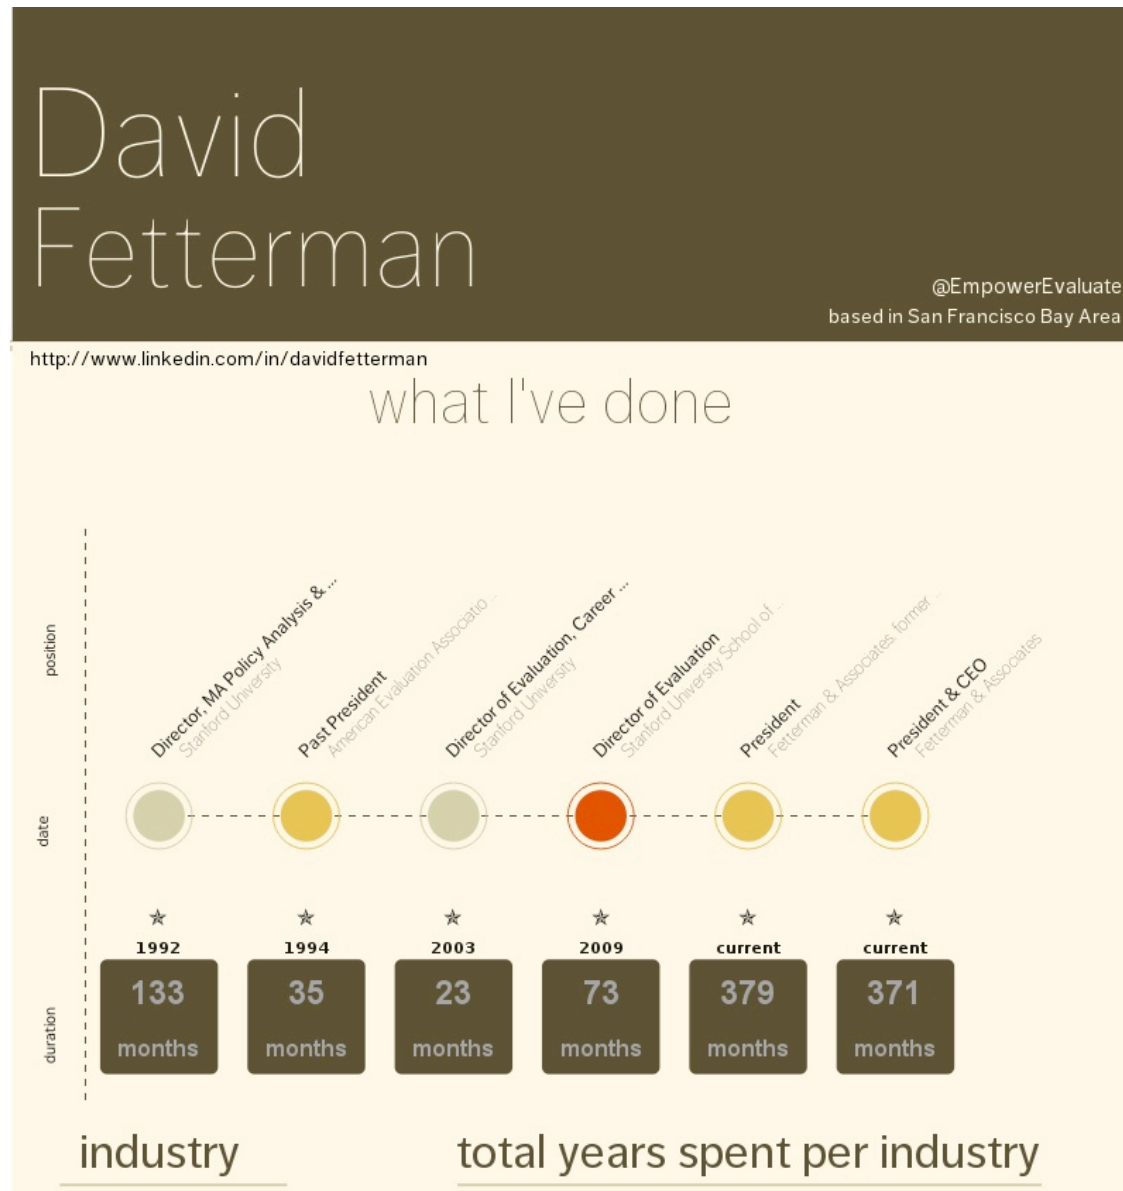 David
Fetterman
@EmpowerEvaluate
based in San Francisco Bay Area
http://www.linkedin.com/in/davidfetterman
what I've done
position
Director, MA Policy Analysis & ...
Stanford University
Past President
American Evaluation Associatio ...
Director of Evaluation, Career ...
Stanford University
Director of Evaluation
Stanford University School of ...
President
Fetterman & Associates. former ...
President & CEO
Fetterman & Associates
date
1992
1994
2003
2009
current
current
duration
133 months
35 months
23 months
73 months
379 months
371 months
industry
total years spent per industry